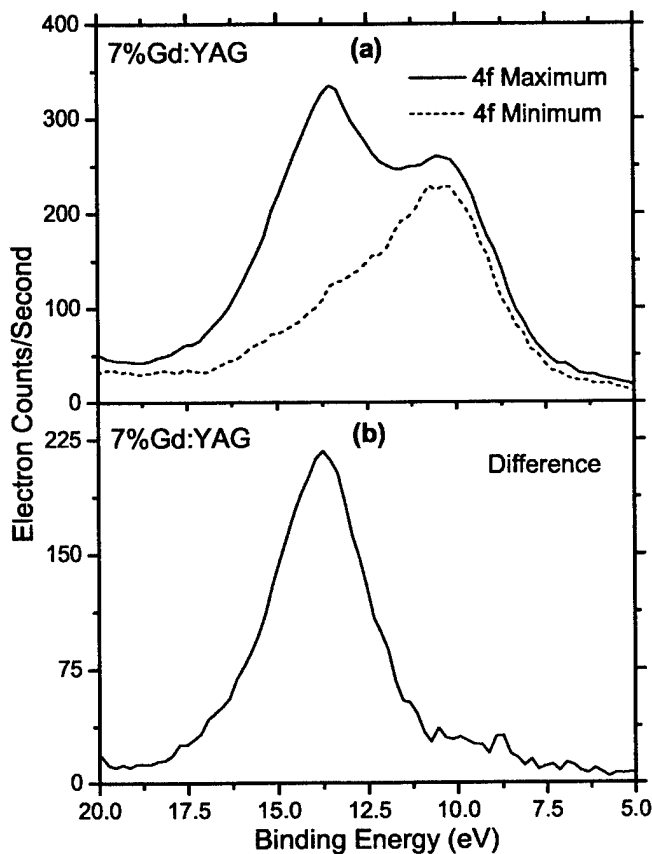 400
7%Gd:YAG
(a)
4f Maximum
4f Minimum
300
200
100
0
Electron Counts/Second
7%Gd:YAG
(b)
Difference
225
150
75
0
20.0 17.5 15.0 12.5 10.0 7.5 5.0
Binding Energy (eV)